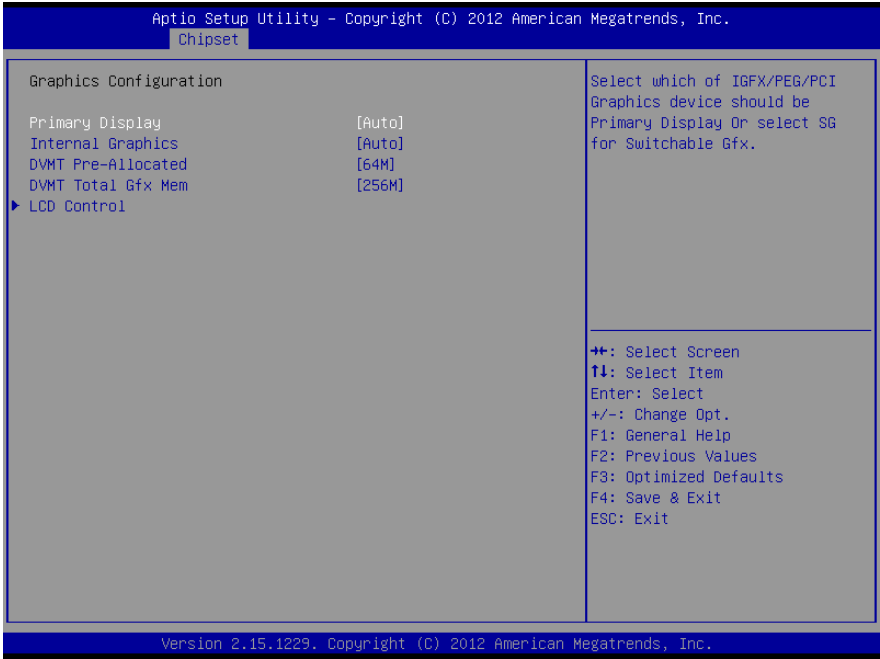 Aptio Setup Utility – Copyright (C) 2012 American Megatrends, Inc.
Chipset
Graphics Configuration
Primary Display [Auto]
Internal Graphics [Auto]
DVMT Pre-Allocated [64M]
DVMT Total Gfx Mem [256M]
▶ LCD Control
Select which of IGFX/PEG/PCI
Graphics device should be
Primary Display Or select SG
for Switchable Gfx.
→←: Select Screen
↑↓: Select Item
Enter: Select
+/-: Change Opt.
F1: General Help
F2: Previous Values
F3: Optimized Defaults
F4: Save & Exit
ESC: Exit
Version 2.15.1229. Copyright (C) 2012 American Megatrends, Inc.